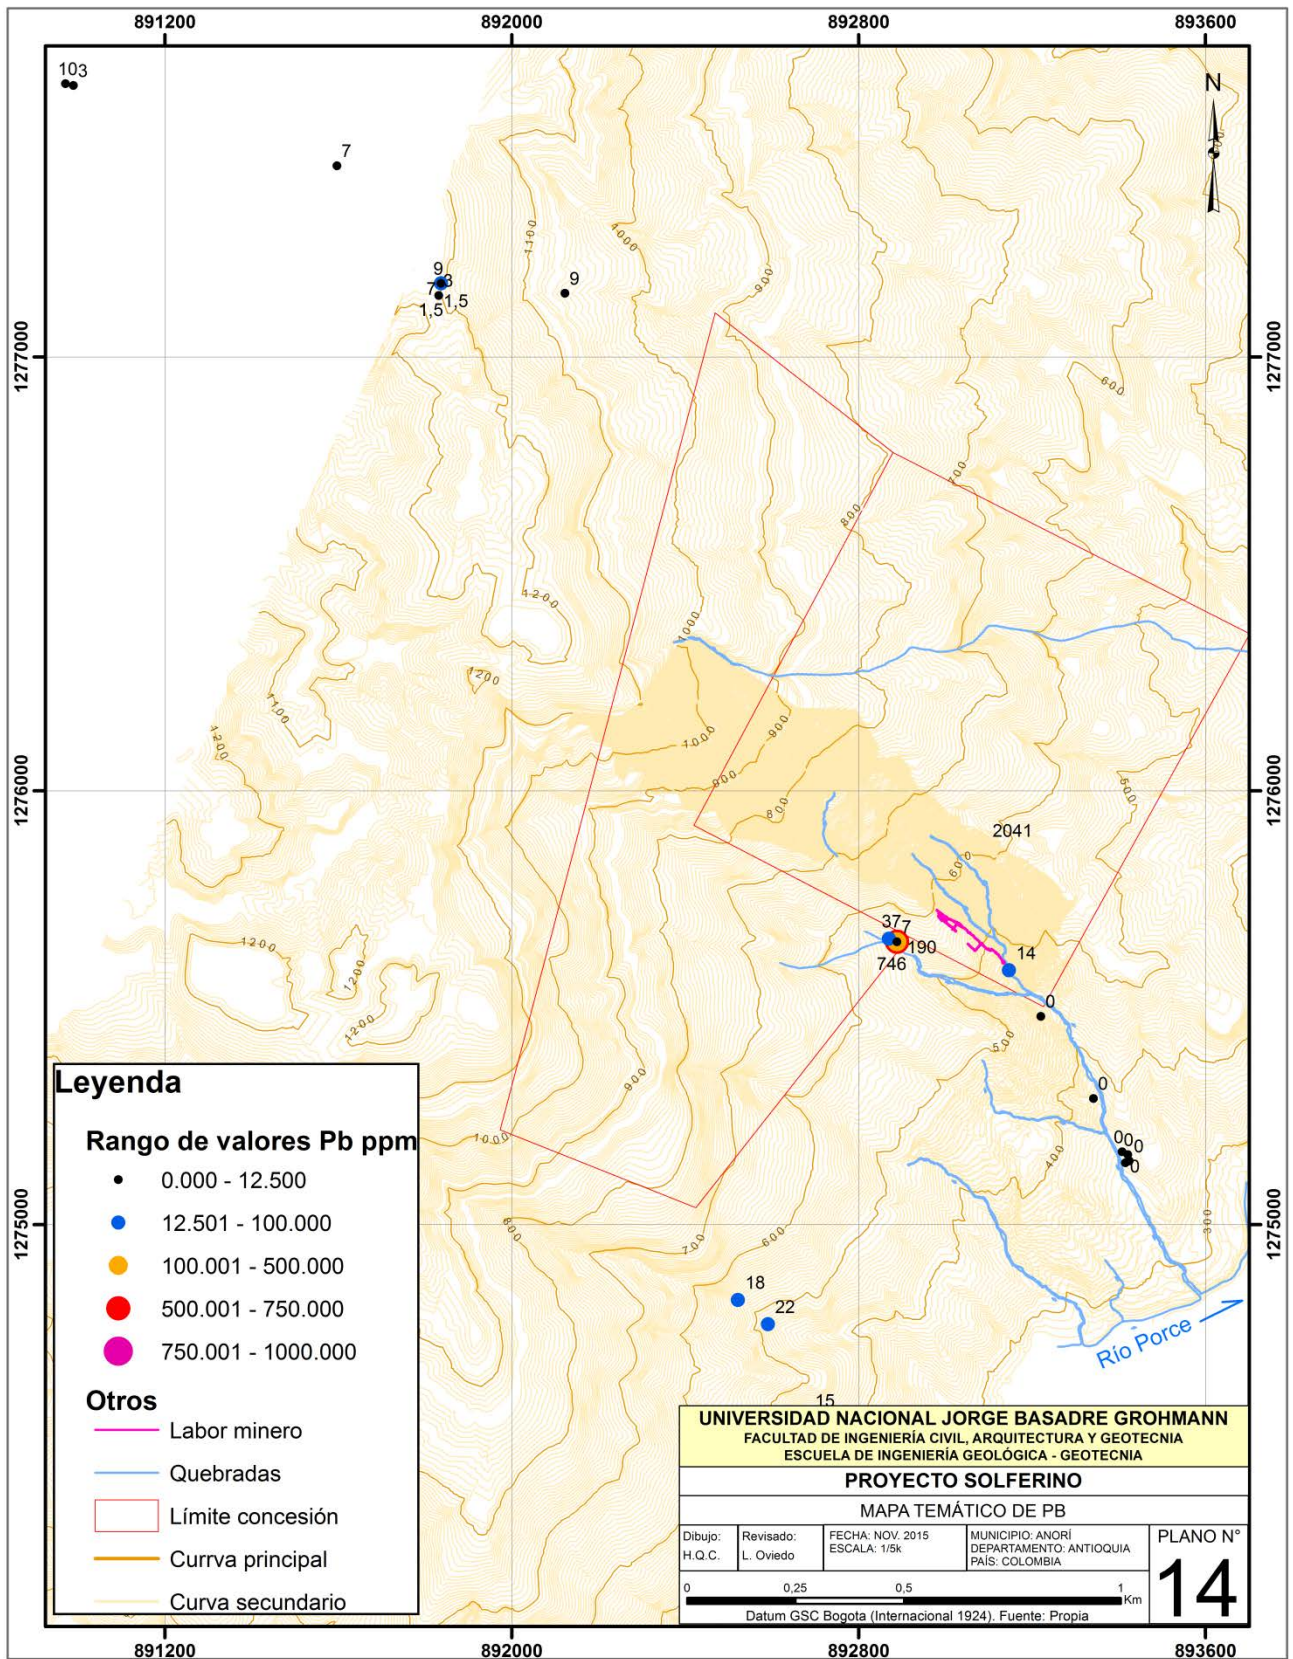 891200 892000 892800 893600
N
103
7
9
3
7
1,5
1,5
9
1100
1000
900
700
1277000
1277000
600
700
800
1200
1000
1200
1100
1200
1000
900
900
800
500
1276000
1276000
2041
600
1200
1200
1200
37
7
190
746
14
0
500
900
0
1000
000
0
400
800
700
600
300
1275000
1275000
18
22
15
Río Porce
Leyenda
Rango de valores Pb ppm
0.000 - 12.500
12.501 - 100.000
100.001 - 500.000
500.001 - 750.000
750.001 - 1000.000
Otros
Labor minero
Quebradas
Límite concesión
Currva principal
Curva secundario
UNIVERSIDAD NACIONAL JORGE BASADRE GROHMANN
FACULTAD DE INGENIERÍA CIVIL, ARQUITECTURA Y GEOTECNIA
ESCUELA DE INGENIERÍA GEOLÓGICA - GEOTECNIA
PROYECTO SOLFERINO
MAPA TEMÁTICO DE PB
Dibujo:
H.Q.C.
Revisado:
L. Oviedo
FECHA: NOV. 2015
ESCALA: 1/5k
MUNICIPIO: ANORÍ
DEPARTAMENTO: ANTIOQUIA
PAÍS: COLOMBIA
PLANO N°
14
0 0,25 0,5 1
Km
Datum GSC Bogota (Internacional 1924). Fuente: Propia
891200 892000 892800 893600